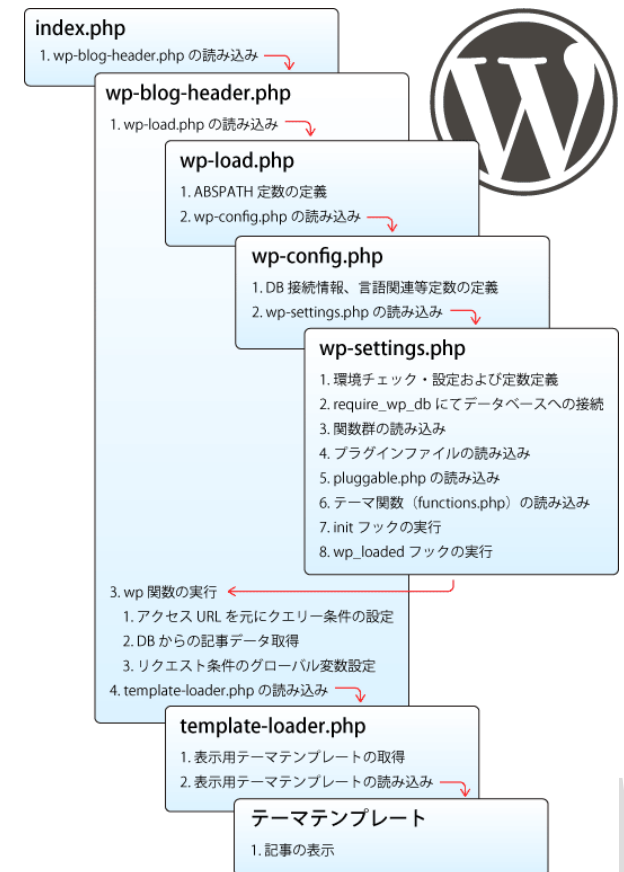 index.php
1. wp-blog-header.php の読み込み
wp-blog-header.php
1. wp-load.php の読み込み
wp-load.php
1. ABSPATH 定数の定義
2. wp-config.php の読み込み
wp-config.php
1. DB 接続情報、言語関連等定数の定義
2. wp-settings.php の読み込み
wp-settings.php
1. 環境チェック・設定および定数定義
2. require_wp_db にてデータベースへの接続
3. 関数群の読み込み
4. プラグインファイルの読み込み
5. pluggable.php の読み込み
6. テーマ関数（functions.php）の読み込み
7. init フックの実行
8. wp_loaded フックの実行
3. wp 関数の実行
1. アクセス URL を元にクエリー条件の設定
2. DB からの記事データ取得
3. リクエスト条件のグローバル変数設定
4. template-loader.php の読み込み
template-loader.php
1. 表示用テーマテンプレートの取得
2. 表示用テーマテンプレートの読み込み
テーマテンプレート
1. 記事の表示